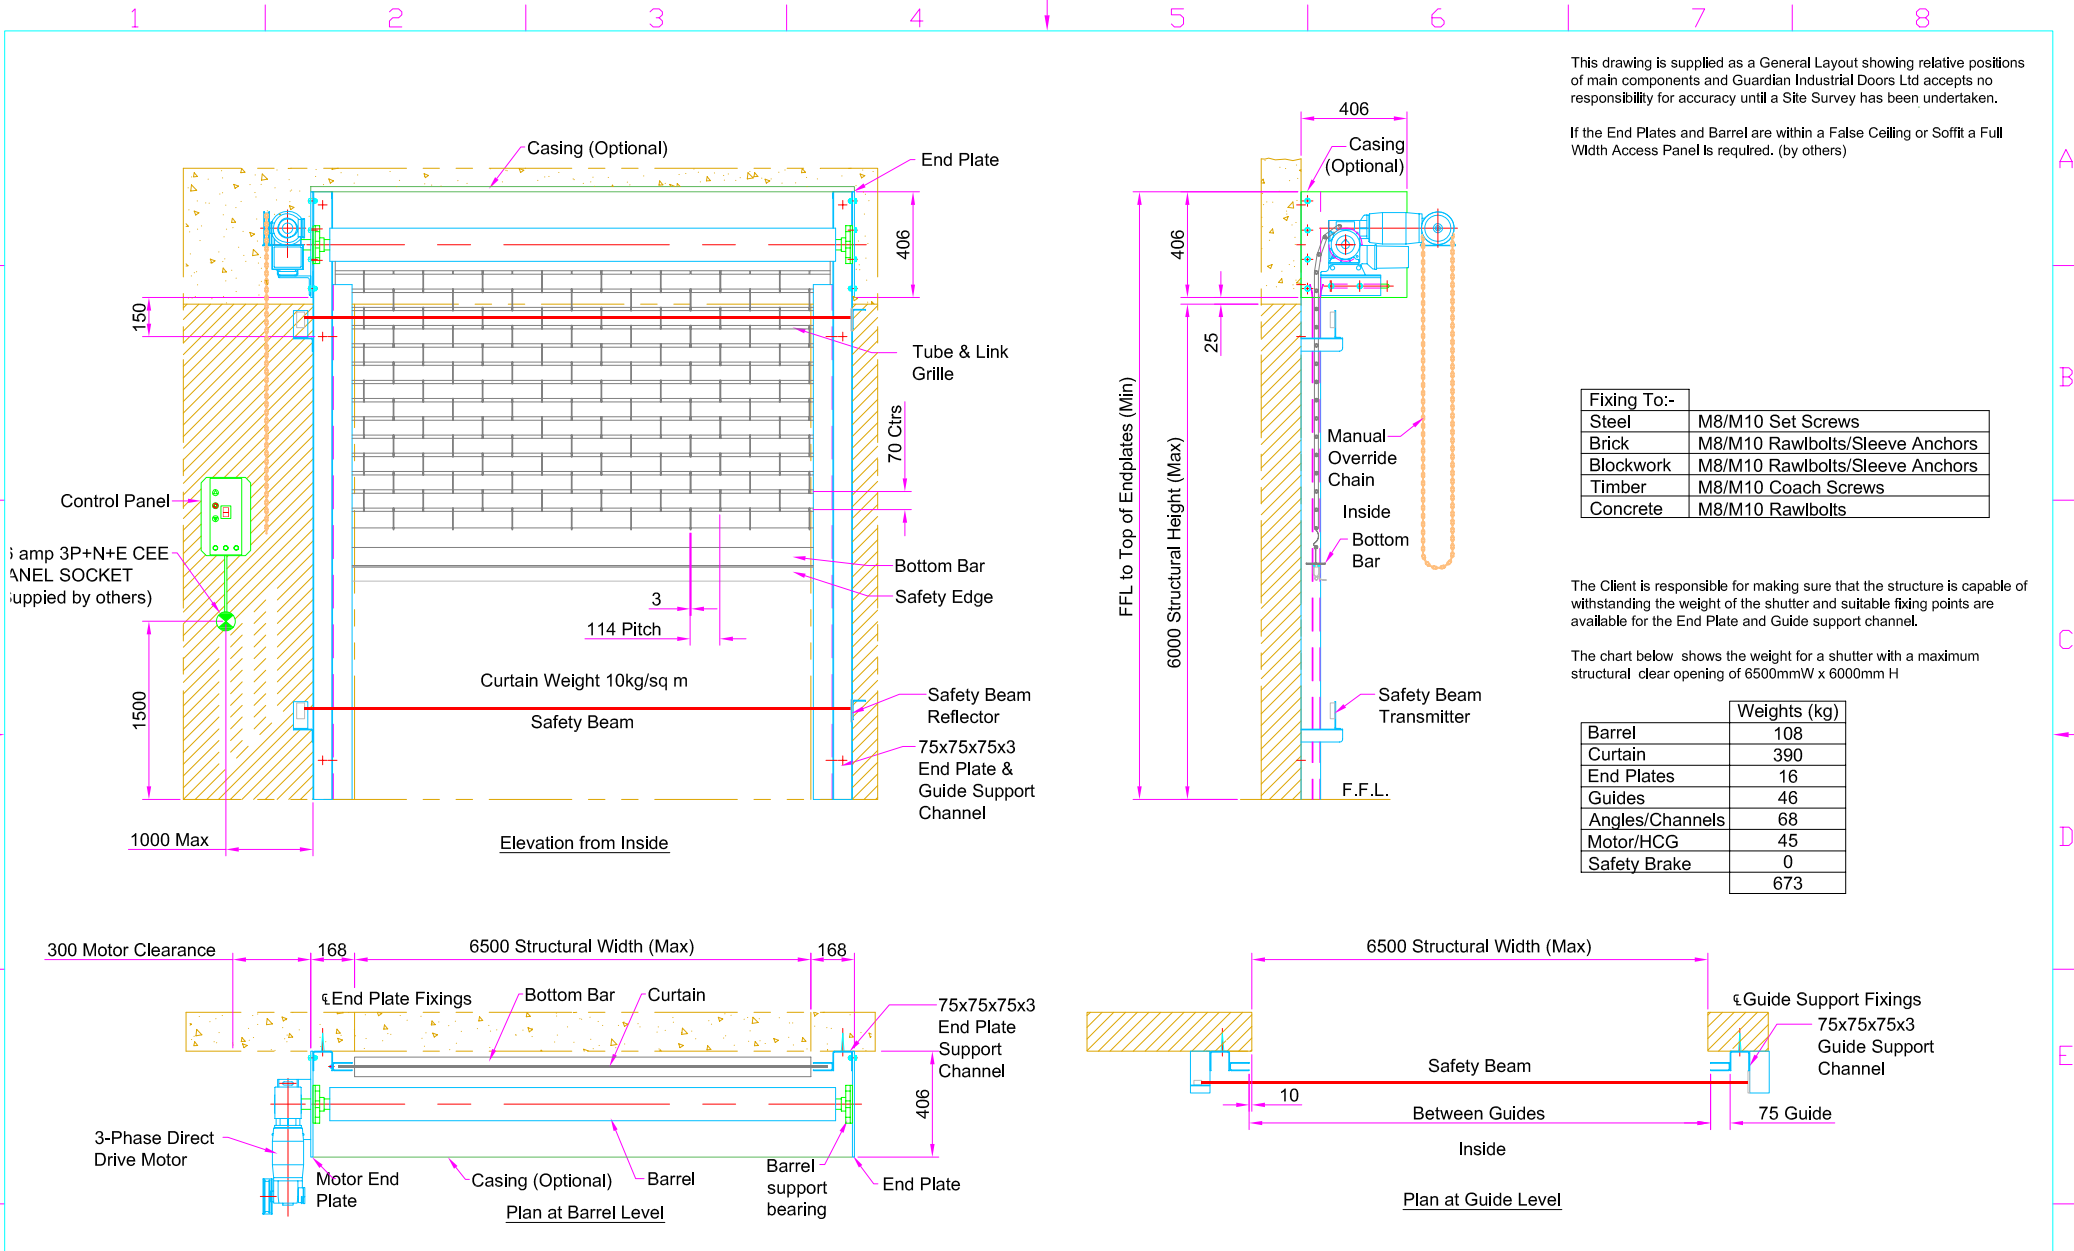 1 2 3 4 5 6 7 8
A
B
C
D
E
This drawing is supplied as a General Layout showing relative positions
of main components and Guardian Industrial Doors Ltd accepts no
responsibility for accuracy until a Site Survey has been undertaken.
If the End Plates and Barrel are within a False Ceiling or Soffit a Full
Width Access Panel is required. (by others)
Casing (Optional)
End Plate
406
150
Tube & Link
Grille
70 Ctrs
Control Panel
amp 3P+N+E CEE
ANEL SOCKET
uppied by others)
Bottom Bar
Safety Edge
3
114 Pitch
Curtain Weight 10kg/sq m
Safety Beam
Safety Beam
Reflector
75x75x75x3
End Plate &
Guide Support
Channel
1500
1000 Max
Elevation from Inside
406
Casing
(Optional)
406
25
FFL to Top of Endplates (Min)
6000 Structural Height (Max)
Manual
Override
Chain
Inside
Bottom
Bar
Safety Beam
Transmitter
F.F.L.
Fixing To:-
Steel M8/M10 Set Screws
Brick M8/M10 Rawlbolts/Sleeve Anchors
Blockwork M8/M10 Rawlbolts/Sleeve Anchors
Timber M8/M10 Coach Screws
Concrete M8/M10 Rawlbolts
The Client is responsible for making sure that the structure is capable of
withstanding the weight of the shutter and suitable fixing points are
available for the End Plate and Guide support channel.
The chart below shows the weight for a shutter with a maximum
structural clear opening of 6500mmW x 6000mm H
Weights (kg)
Barrel 108
Curtain 390
End Plates 16
Guides 46
Angles/Channels 68
Motor/HCG 45
Safety Brake 0
673
300 Motor Clearance
168
6500 Structural Width (Max)
168
℄ End Plate Fixings
Bottom Bar
Curtain
75x75x75x3
End Plate
Support
Channel
406
3-Phase Direct
Drive Motor
Motor End
Plate
Casing (Optional)
Barrel
Barrel
support
bearing
End Plate
Plan at Barrel Level
6500 Structural Width (Max)
℄ Guide Support Fixings
75x75x75x3
Guide Support
Channel
Safety Beam
10
Between Guides
75 Guide
Inside
Plan at Guide Level